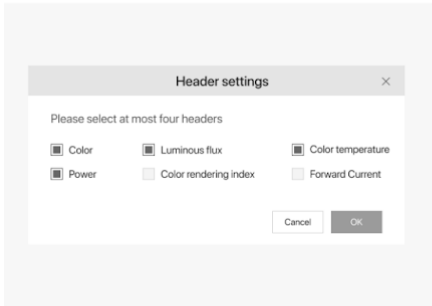 Header settings
Please select at most four headers
Color
Luminous flux
Color temperature
Power
Color rendering index
Forward Current
Cancel
OK